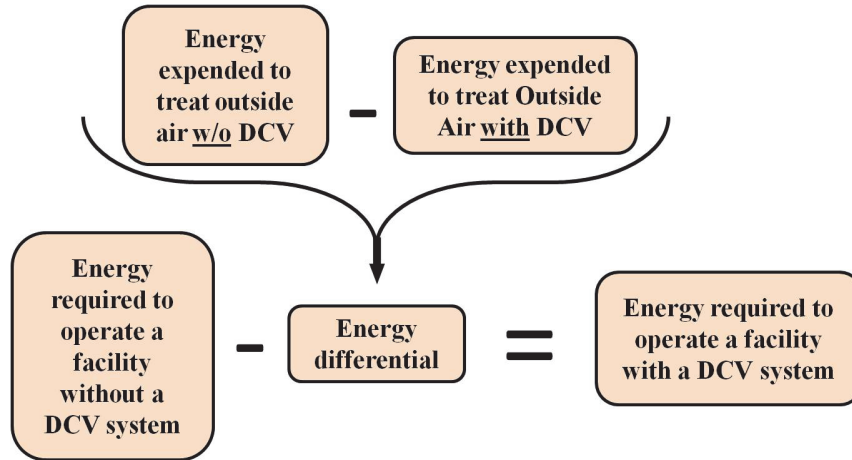 Energy
expended to
treat outside
air w/o DCV
-
Energy expended
to treat Outside
Air with DCV
Energy
required to
operate a
facility
without a
DCV system
-
Energy
differential
=
Energy required to
operate a facility
with a DCV system